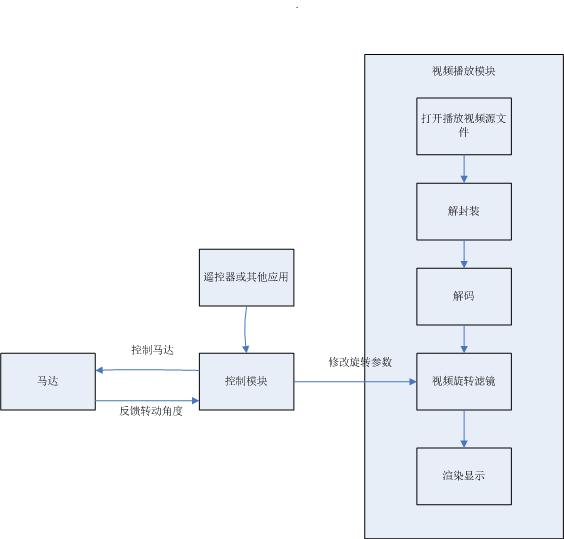 视频播放模块
打开播放视频源文
件
解封装
解码
遥控器或其他应用
控制马达
修改旋转参数
马达
控制模块
视频旋转滤镜
反馈转动角度
渲染显示